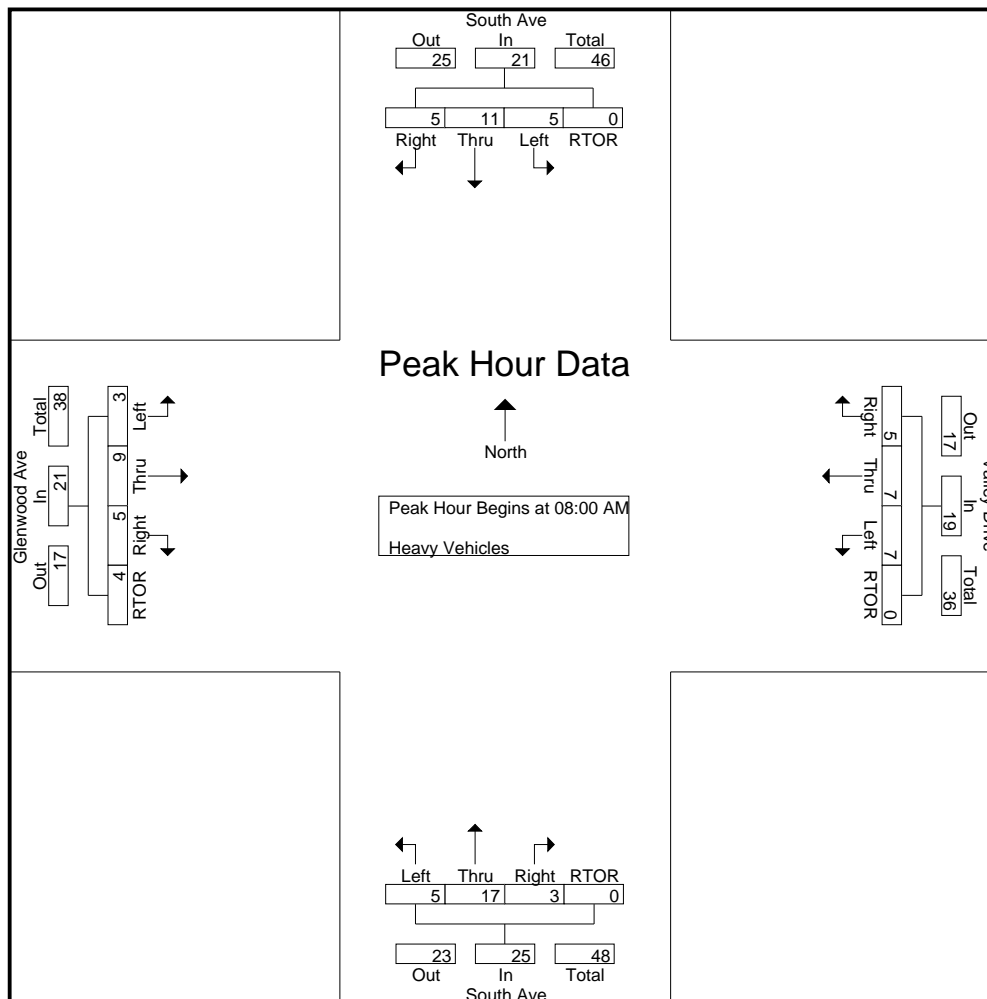 South Ave
Out In Total
25 21 46
5 11 5 0
Right Thru Left RTOR
Peak Hour Data
North
Peak Hour Begins at 08:00 AM
Heavy Vehicles
Glenwood Ave
Out In Total
17 21 38
RTOR Right Thru Left
4 5 9 3
Valley Drive
Out In Total
17 19 36
5 7 7 0
Right Thru Left RTOR
Left Thru Right RTOR
5 17 3 0
23 25 48
Out In Total
South Ave